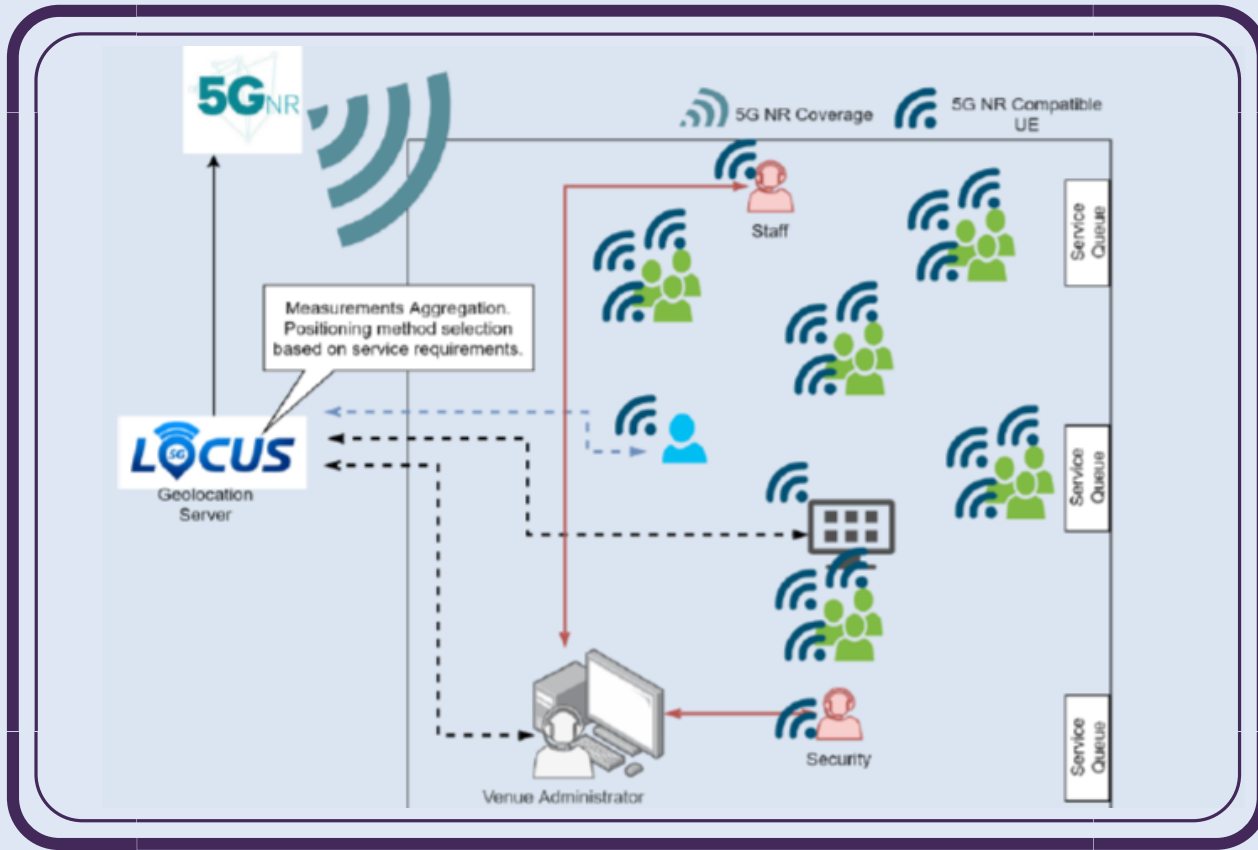 5G NR
5G NR Coverage
5G NR Compatible
UE
Staff
Service
Queue
Measurements Aggregation.
Positioning method selection
based on service requirements.
LOCUS
5G
Geolocation
Server
Service
Queue
Security
Service
Queue
Venue Administrator